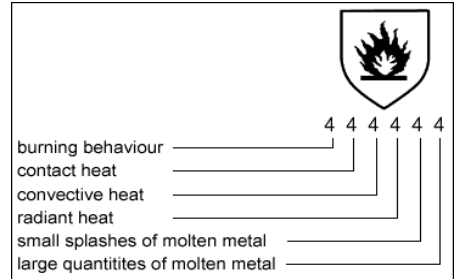 4 4 4 4 4 4
burning behaviour
contact heat
convective heat
radiant heat
small splashes of molten metal
large quantitites of molten metal